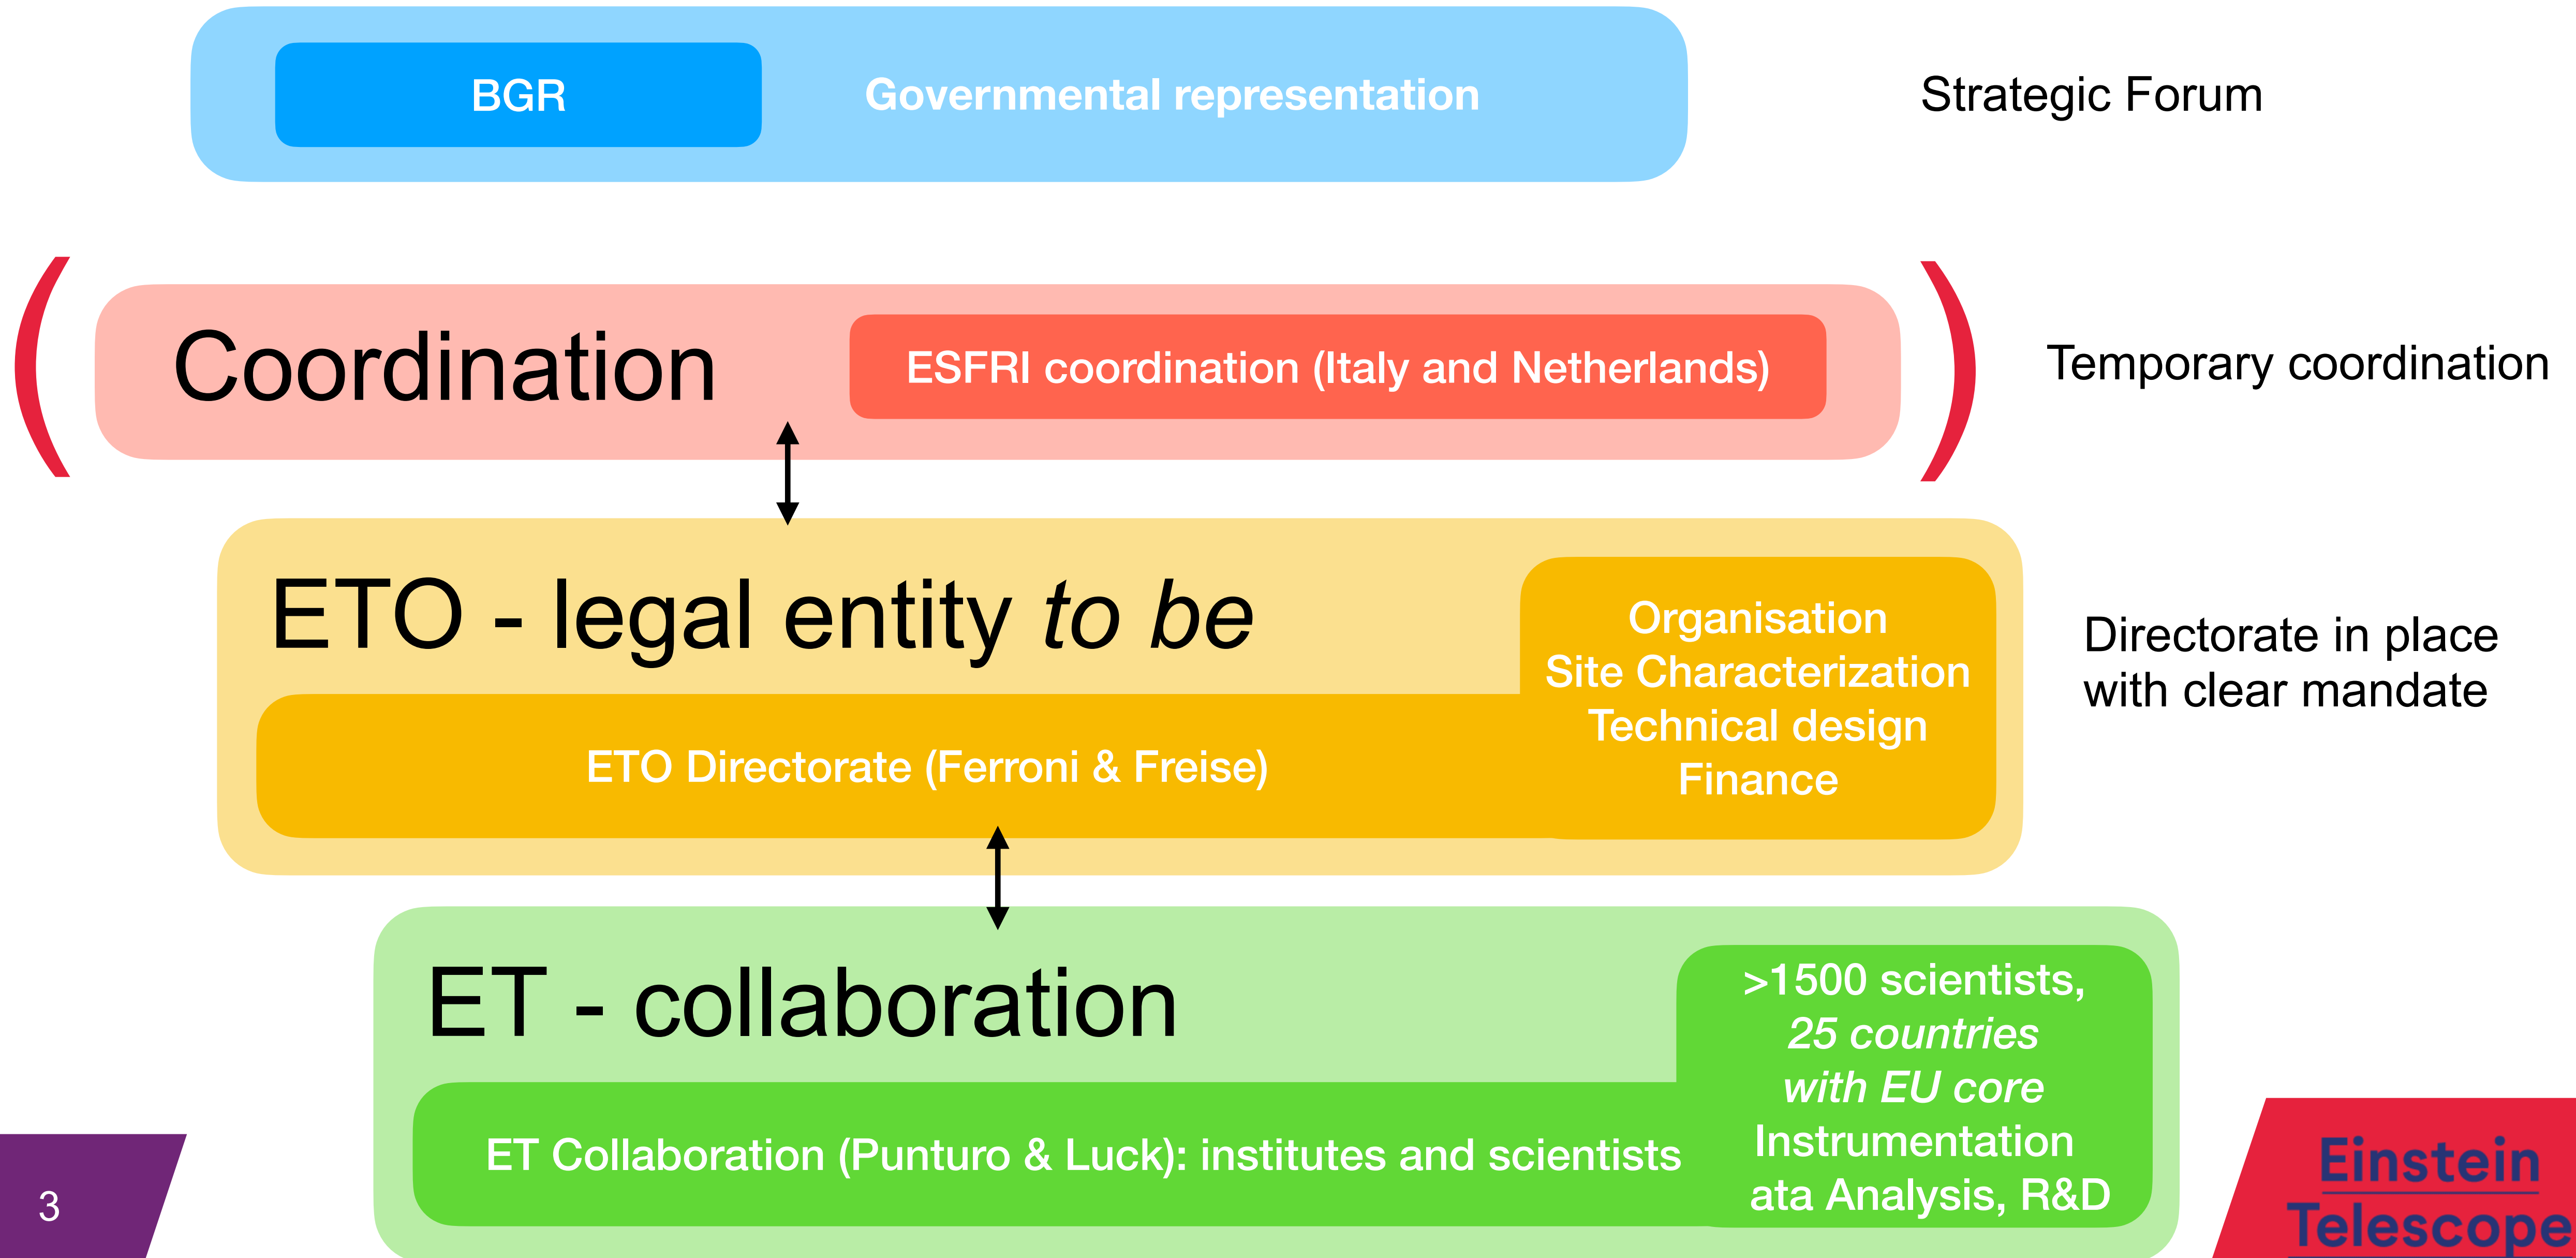 BGR
Governmental representation
Strategic Forum
( Coordination
ESFRI coordination (Italy and Netherlands) )
Temporary coordination
ETO - legal entity to be
Organisation
Site Characterization
Technical design
Finance
ETO Directorate (Ferroni & Freise)
Directorate in place
with clear mandate
ET - collaboration
>1500 scientists,
25 countries
with EU core
Instrumentation
ata Analysis, R&D
ET Collaboration (Punturo & Luck): institutes and scientists
3
Einstein
Telescope